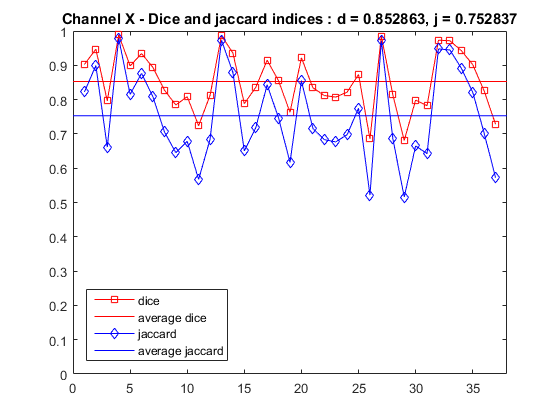 Channel X - Dice and jaccard indices : d = 0.852863, j = 0.752837
1
0.9
0.8
0.7
0.6
0.5
0.4
0.3
0.2
0.1
0
dice
average dice
jaccard
average jaccard
0 5 10 15 20 25 30 35